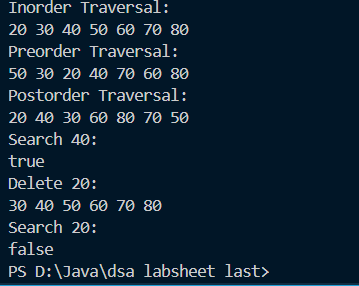 Inorder Traversal:
20 30 40 50 60 70 80
Preorder Traversal:
50 30 20 40 70 60 80
Postorder Traversal:
20 40 30 60 80 70 50
Search 40:
true
Delete 20:
30 40 50 60 70 80
Search 20:
false
PS D:\Java\dsa labsheet last>